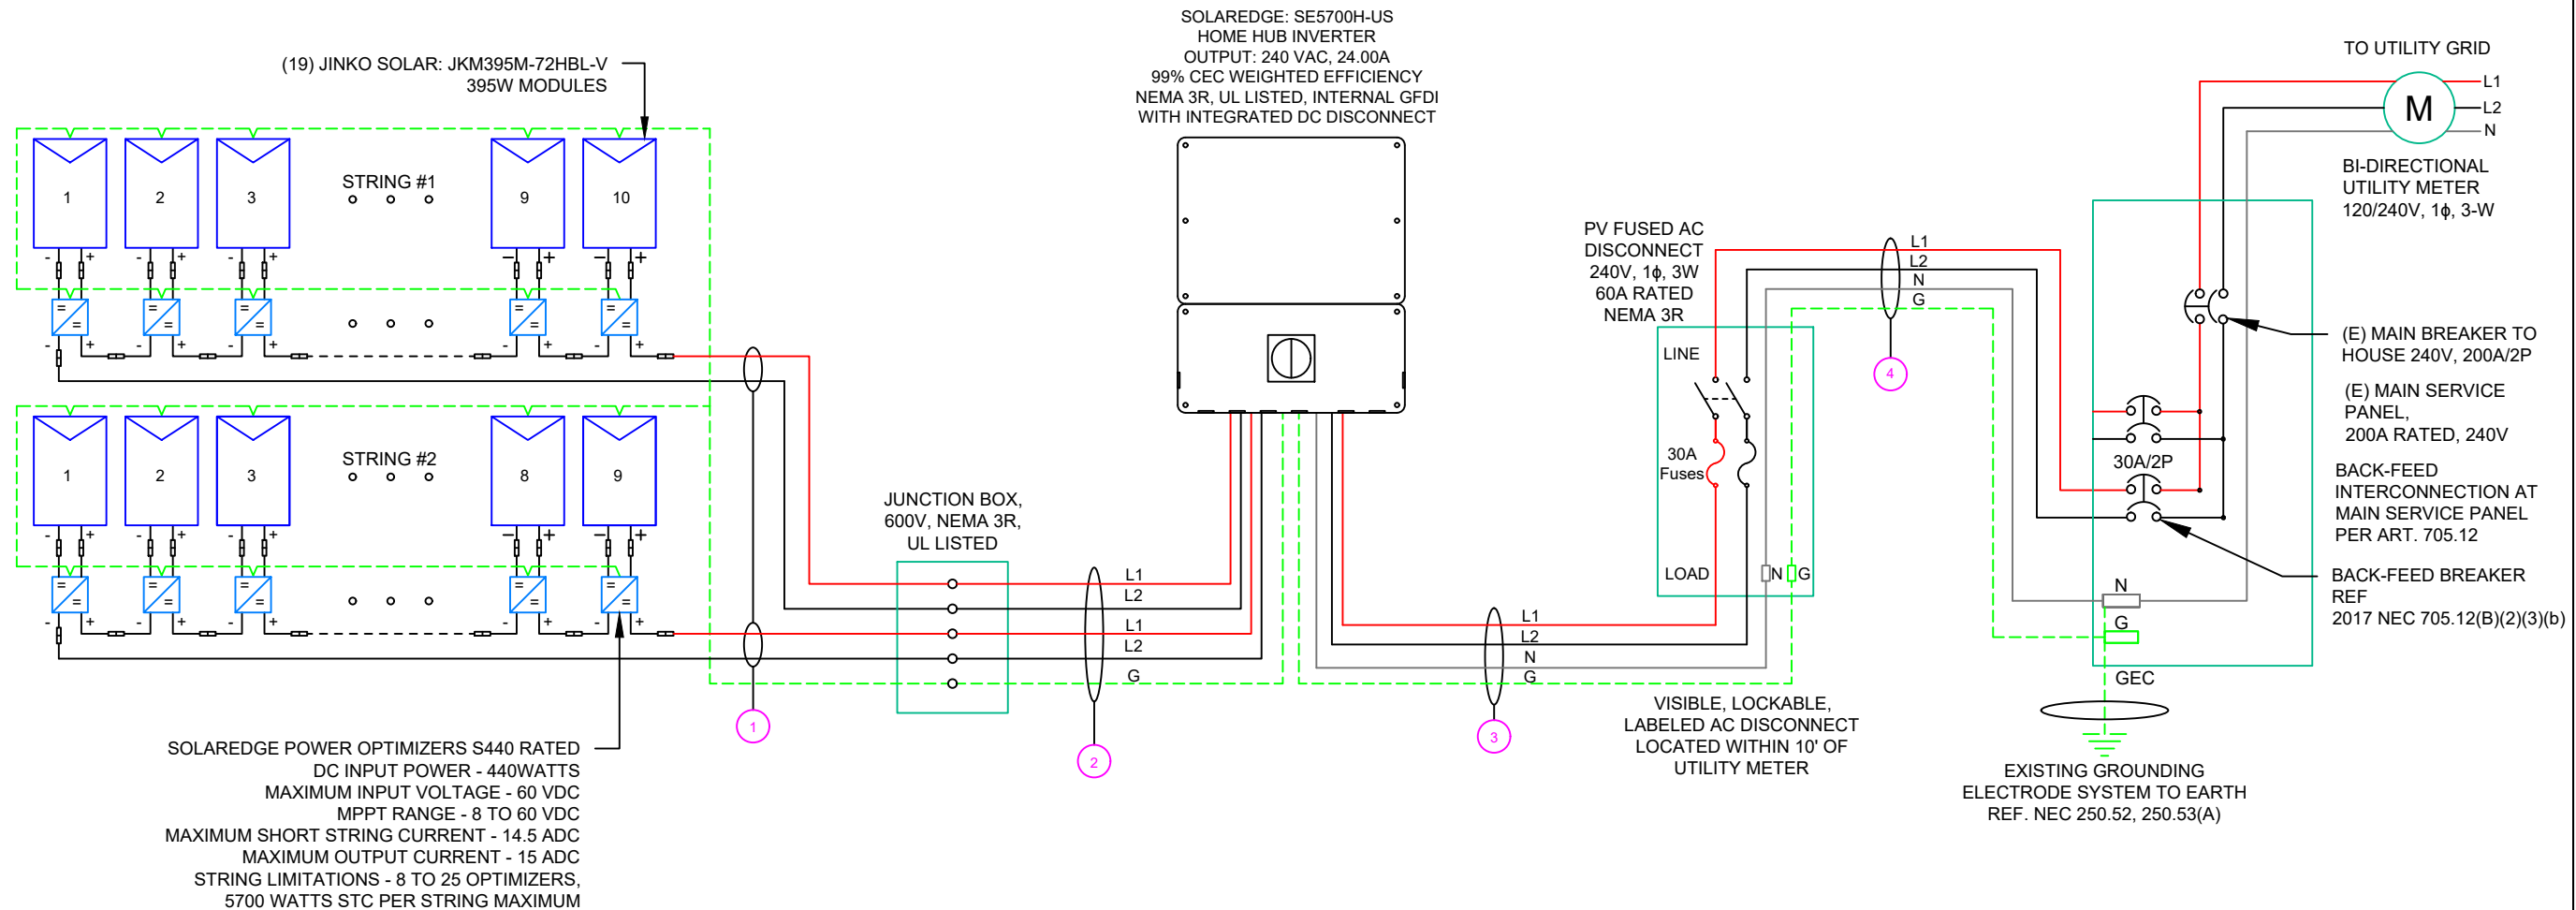 SOLAREDGE: SE5700H-US
HOME HUB INVERTER
OUTPUT: 240 VAC, 24.00A
99% CEC WEIGHTED EFFICIENCY
NEMA 3R, UL LISTED, INTERNAL GFDI
WITH INTEGRATED DC DISCONNECT
(19) JINKO SOLAR: JKM395M-72HBL-V
395W MODULES
1
2
3
STRING #1
9
10
- +
- +
- +
- +
- +
= =
= =
= =
= =
= =
- +
- +
- +
- +
- +
1
2
3
STRING #2
8
9
- +
- +
- +
- +
- +
= =
= =
= =
= =
= =
- +
- +
- +
- +
- +
SOLAREDGE POWER OPTIMIZERS S440 RATED
DC INPUT POWER - 440WATTS
MAXIMUM INPUT VOLTAGE - 60 VDC
MPPT RANGE - 8 TO 60 VDC
MAXIMUM SHORT STRING CURRENT - 14.5 ADC
MAXIMUM OUTPUT CURRENT - 15 ADC
STRING LIMITATIONS - 8 TO 25 OPTIMIZERS,
5700 WATTS STC PER STRING MAXIMUM
1
JUNCTION BOX,
600V, NEMA 3R,
UL LISTED
L1
L2
L1
L2
G
2
L1
L2
N
G
3
PV FUSED AC
DISCONNECT
240V, 1ϕ, 3W
60A RATED
NEMA 3R
LINE
30A
Fuses
LOAD
N
G
VISIBLE, LOCKABLE,
LABELED AC DISCONNECT
LOCATED WITHIN 10' OF
UTILITY METER
L1
L2
N
G
4
TO UTILITY GRID
M
L1
L2
N
BI-DIRECTIONAL
UTILITY METER
120/240V, 1ϕ, 3-W
(E) MAIN BREAKER TO
HOUSE 240V, 200A/2P
(E) MAIN SERVICE
PANEL,
200A RATED, 240V
30A/2P
BACK-FEED
INTERCONNECTION AT
MAIN SERVICE PANEL
PER ART. 705.12
BACK-FEED BREAKER
REF
2017 NEC 705.12(B)(2)(3)(b)
N
G
GEC
EXISTING GROUNDING
ELECTRODE SYSTEM TO EARTH
REF. NEC 250.52, 250.53(A)